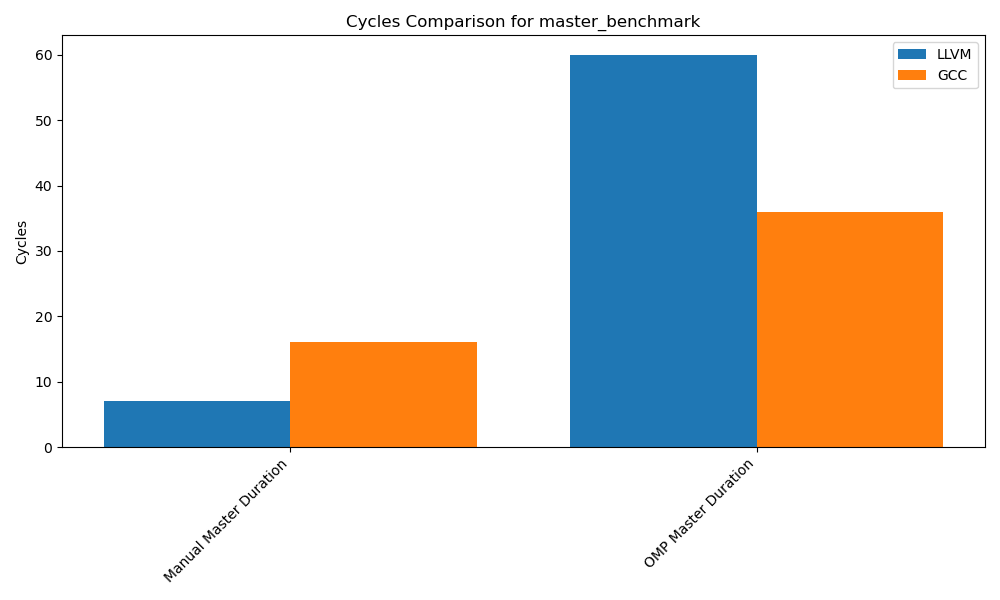 Cycles Comparison for master_benchmark
LLVM
GCC
Cycles
60
50
40
30
20
10
0
Manual Master Duration
OMP Master Duration